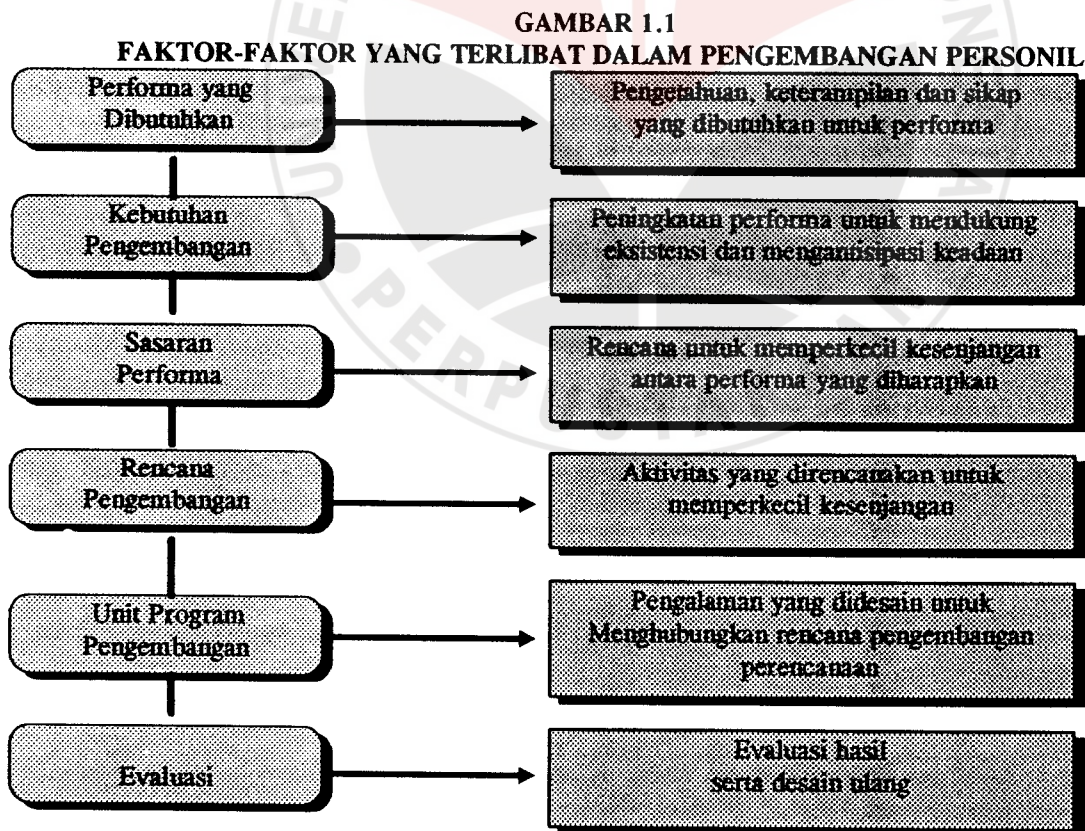 GAMBAR 1.1
FAKTOR-FAKTOR YANG TERLIBAT DALAM PENGEMBANGAN PERSONIL
Performa yang
Dibutuhkan
Pengetahuan, keterampilan dan sikap
yang dibutuhkan untuk performa
Kebutuhan
Pengembangan
Peningkatan performa untuk mendukung
eksistensi dan mengantisipasi keadaan
Sasaran
Performa
Rencana untuk memperkecil kesenjangan
antara performa yang diharapkan
Rencana
Pengembangan
Aktivitas yang direncanakan untuk
memperkecil kesenjangan
Unit Program
Pengembangan
Pengalaman yang didesain untuk
Menghubungkan rencana pengembangan
perencanaan
Evaluasi
Evaluasi hasil
serta desain ulang